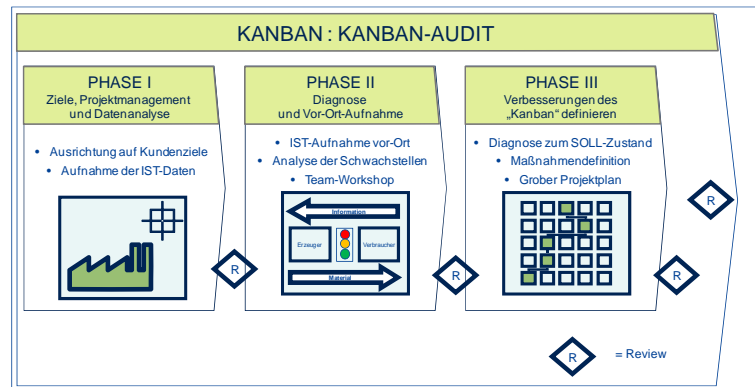 KANBAN : KANBAN-AUDIT
PHASE I
Ziele, Projektmanagement
und Datenanalyse
• Ausrichtung auf Kundenziele
• Aufnahme der IST-Daten
R
PHASE II
Diagnose
und Vor-Ort-Aufnahme
• IST-Aufnahme vor-Ort
• Analyse der Schwachstellen
• Team-Workshop
Information
Erzeuger
Verbraucher
Material
R
PHASE III
Verbesserungen des
„Kanban" definieren
• Diagnose zum SOLL-Zustand
• Maßnahmendefinition
• Grober Projektplan
R
R
R
= Review